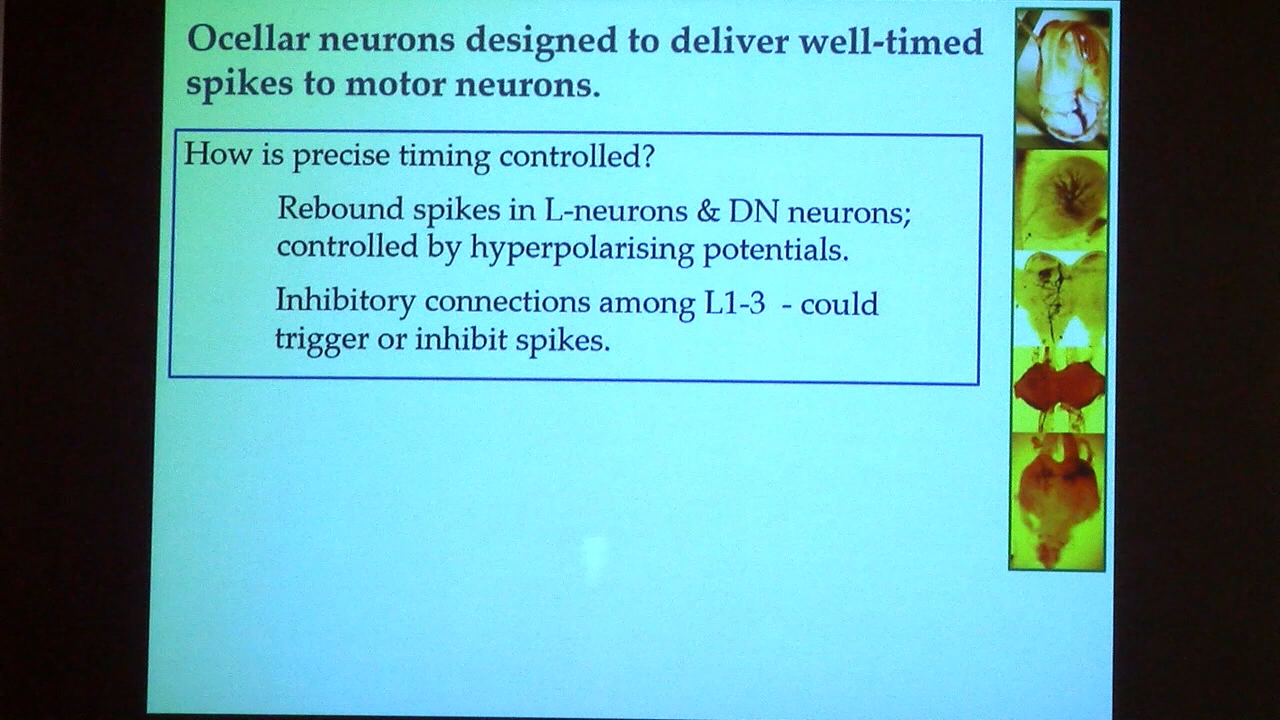 Ocellar neurons designed to deliver well-timed
spikes to motor neurons.
How is precise timing controlled?
Rebound spikes in L-neurons & DN neurons;
controlled by hyperpolarising potentials.
Inhibitory connections among L1-3 - could
trigger or inhibit spikes.